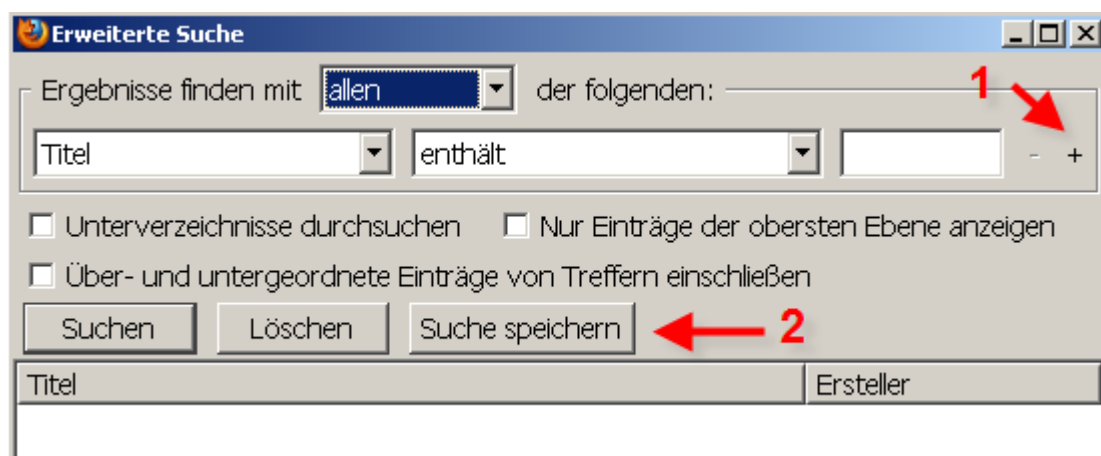 Erweiterte Suche
Ergebnisse finden mit allen der folgenden: 1
Titel enthält - +
Unterverzeichnisse durchsuchen Nur Einträge der obersten Ebene anzeigen
Über- und untergeordnete Einträge von Treffern einschließen
Suchen Löschen Suche speichern 2
Titel Ersteller